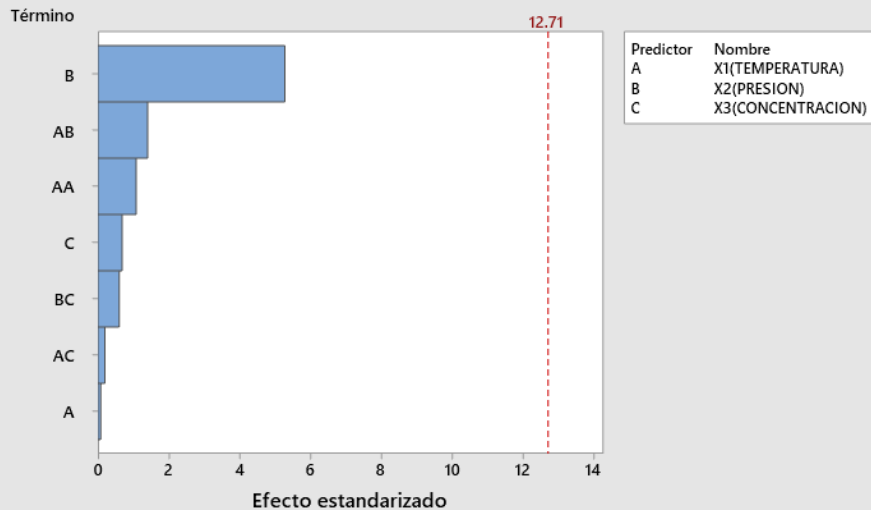 Término
12.71
B
AB
AA
C
BC
AC
A
0 2 4 6 8 10 12 14
Efecto estandarizado
Predictor Nombre
A X1(TEMPERATURA)
B X2(PRESION)
C X3(CONCENTRACION)